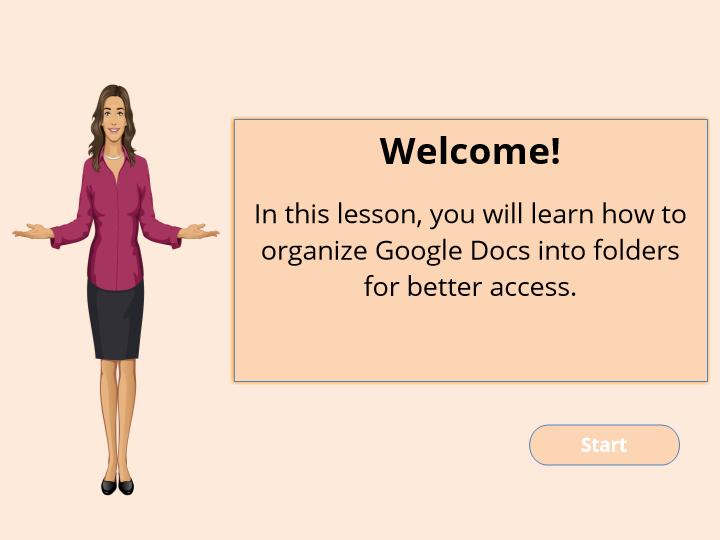 Welcome!
In this lesson, you will learn how to
organize Google Docs into folders
for better access.
Start